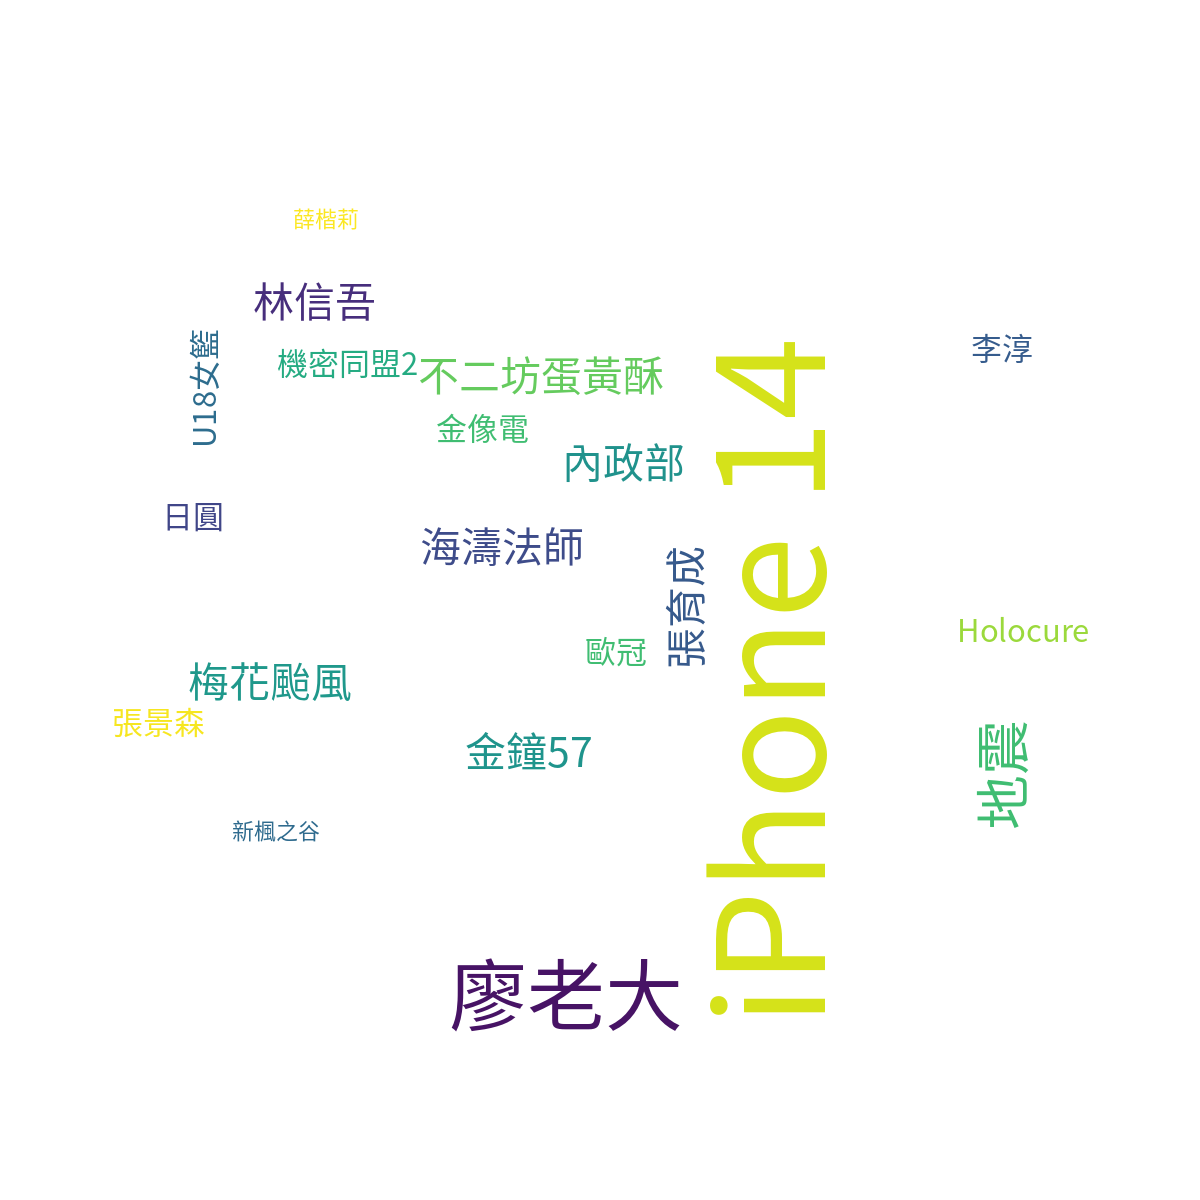 薛楷莉
林信吾
李淳
U18女籃
機密同盟2
不二坊蛋黃酥
金像電
內政部
iPhone 14
日圓
海濤法師
張育成
Holocure
歐冠
梅花颱風
張景森
金鐘57
地震
新楓之谷
廖老大